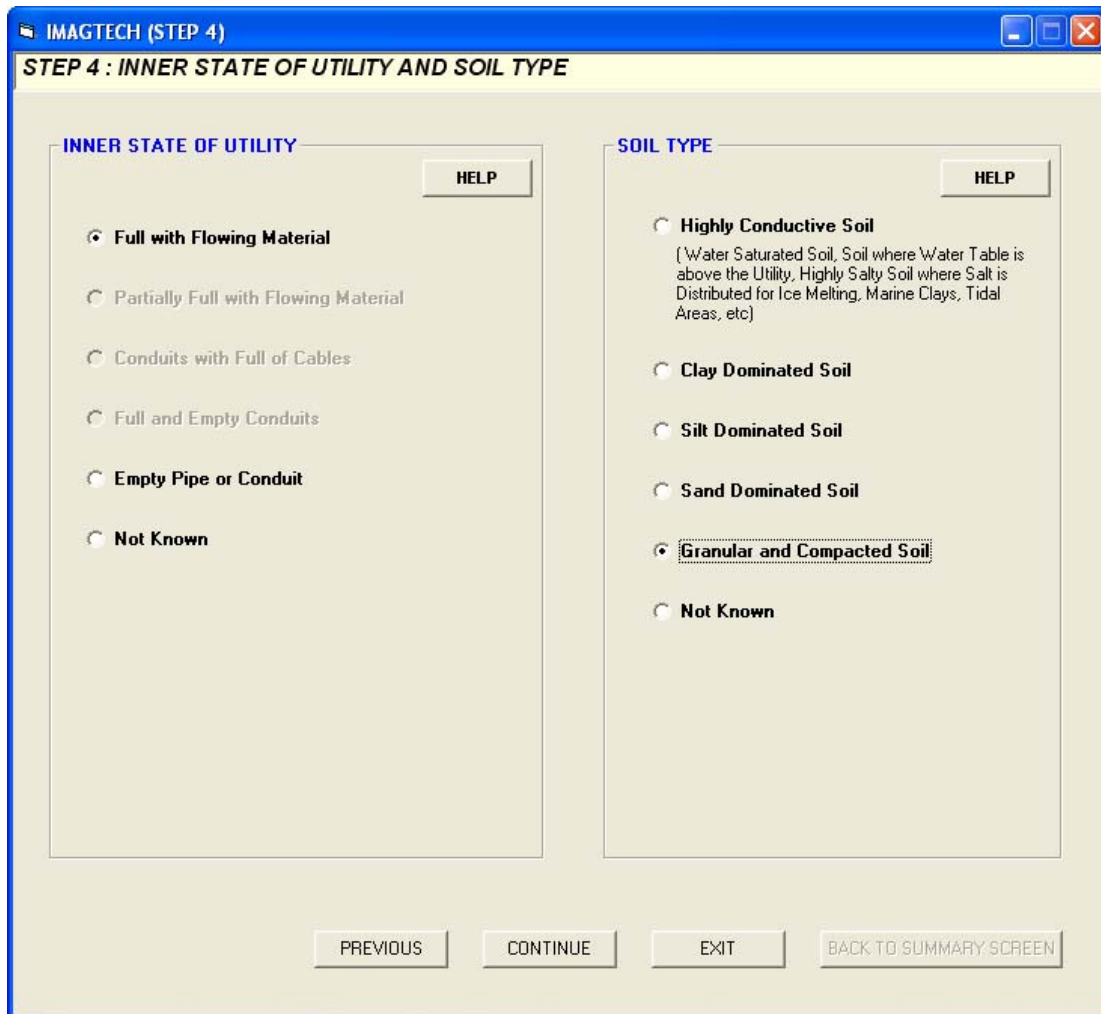 IMAGTECH (STEP 4)
STEP 4 : INNER STATE OF UTILITY AND SOIL TYPE
INNER STATE OF UTILITY
HELP
Full with Flowing Material
Partially Full with Flowing Material
Conduits with Full of Cables
Full and Empty Conduits
Empty Pipe or Conduit
Not Known
SOIL TYPE
HELP
Highly Conductive Soil
( Water Saturated Soil, Soil where Water Table is
above the Utility, Highly Salty Soil where Salt is
Distributed for Ice Melting, Marine Clays, Tidal
Areas, etc)
Clay Dominated Soil
Silt Dominated Soil
Sand Dominated Soil
Granular and Compacted Soil
Not Known
PREVIOUS
CONTINUE
EXIT
BACK TO SUMMARY SCREEN